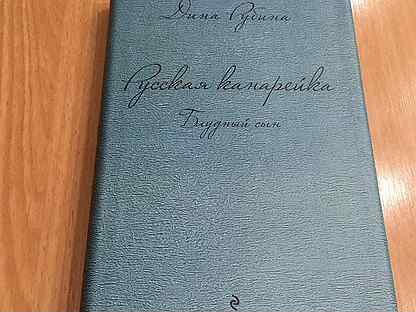 Дина Рубина
Русская канарейка
Блудный сын